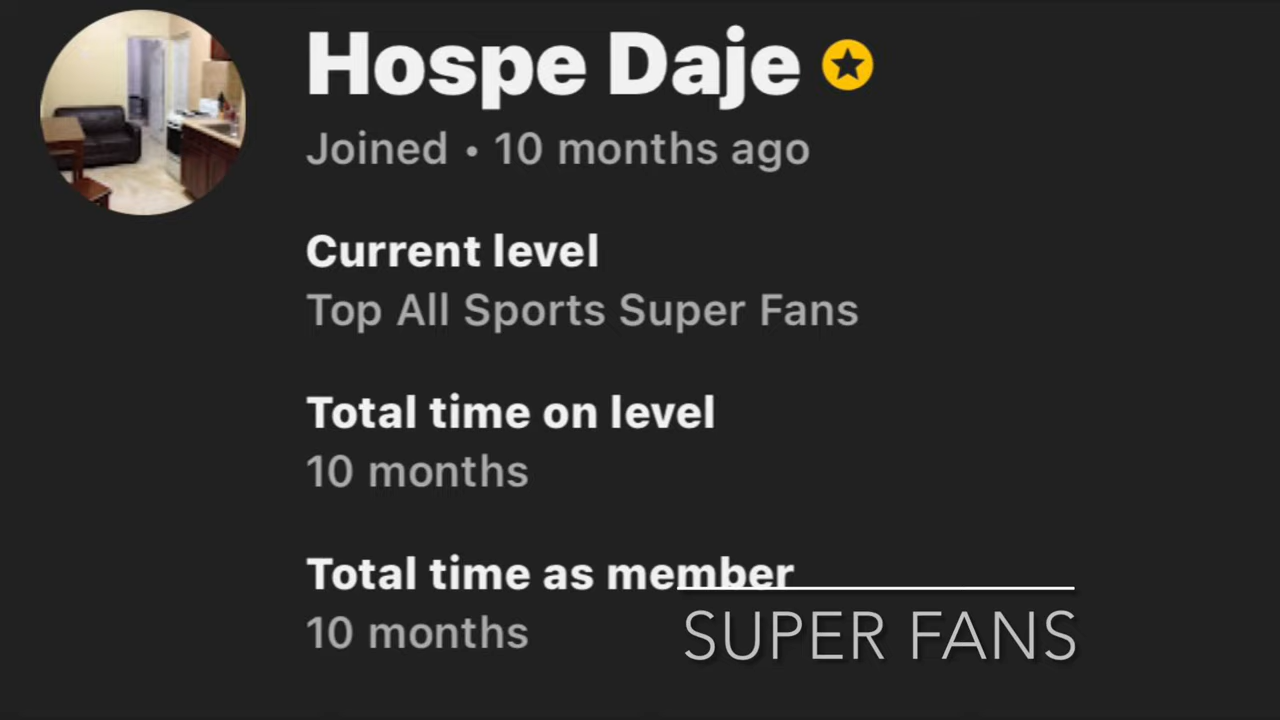 Hospe Daje
Joined • 10 months ago
Current level
Top All Sports Super Fans
Total time on level
10 months
Total time as member
10 months
SUPER FANS